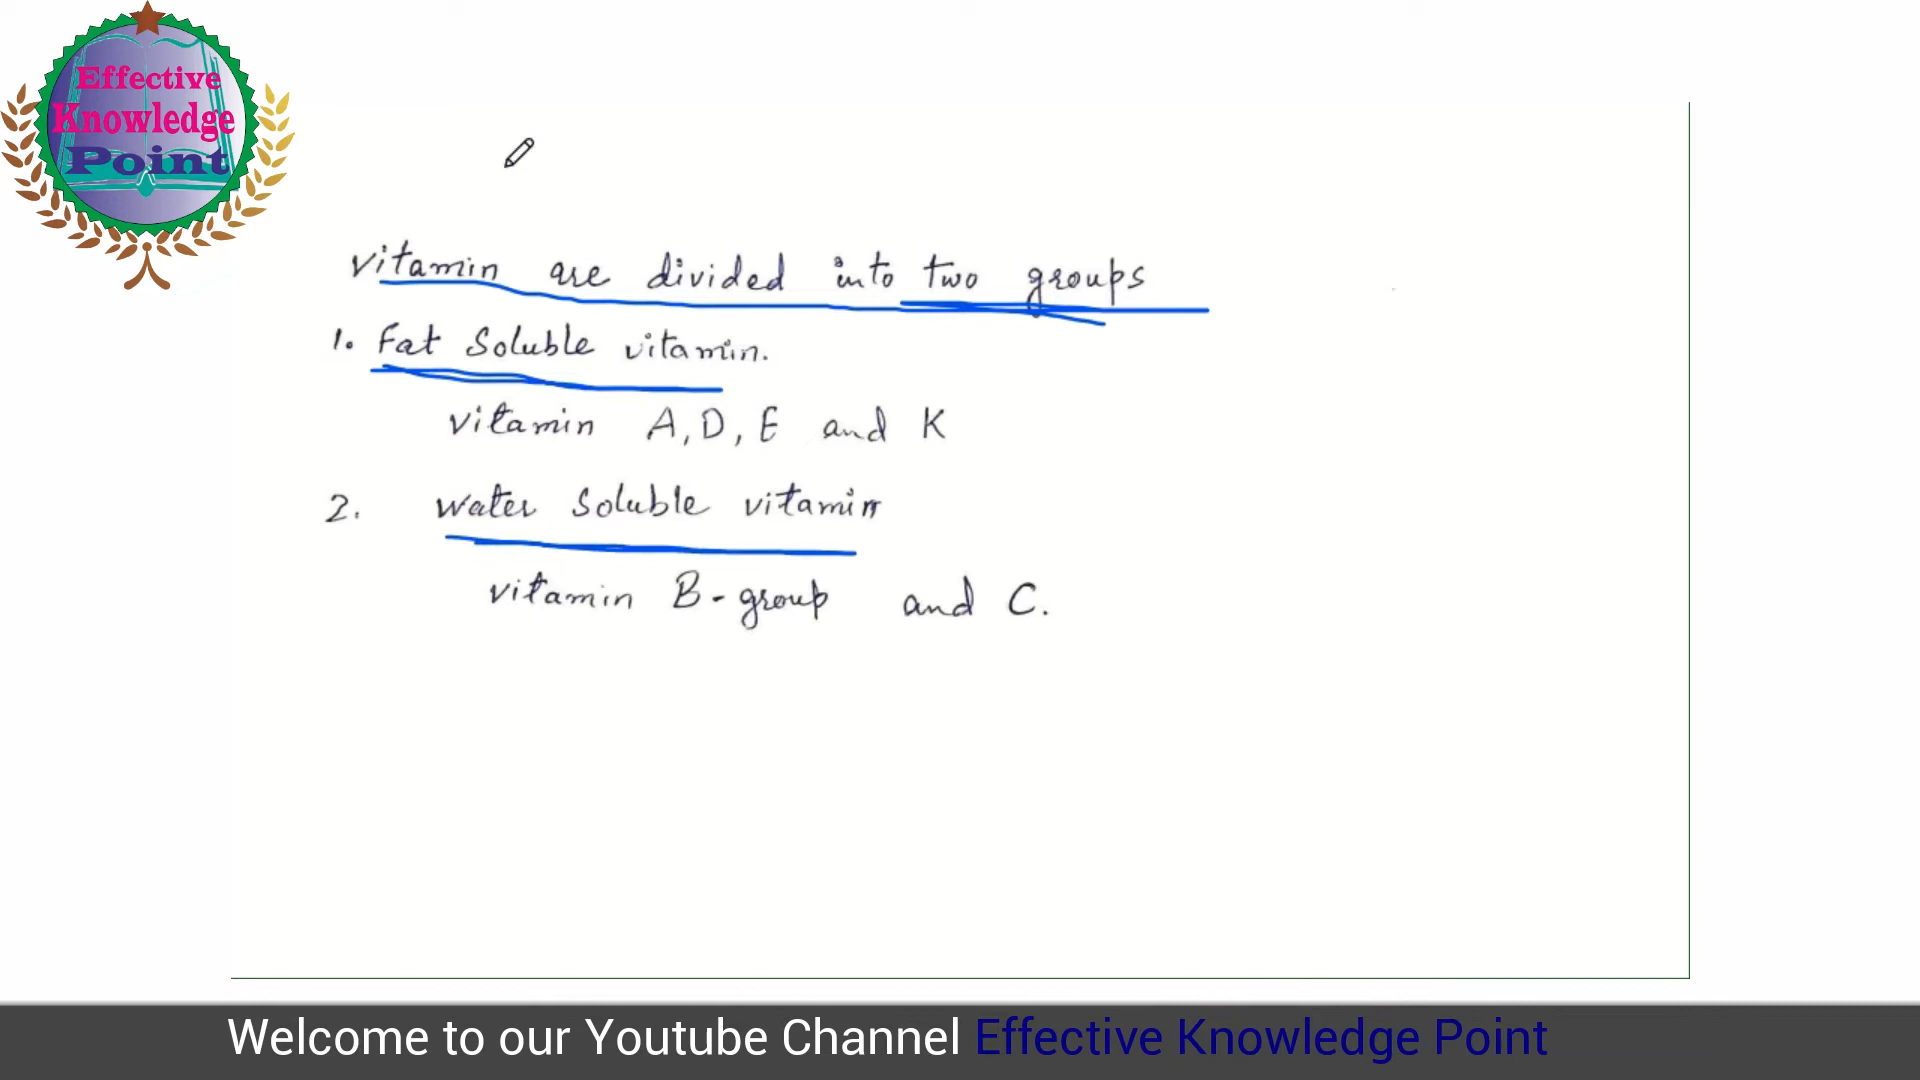 Effective
Knowledge
Point
vitamin are divided into two groups
1. Fat Soluble vitamin.
vitamin A, D, E and K
2. water soluble vitamin
vitamin B-group and C.
Welcome to our Youtube Channel Effective Knowledge Point